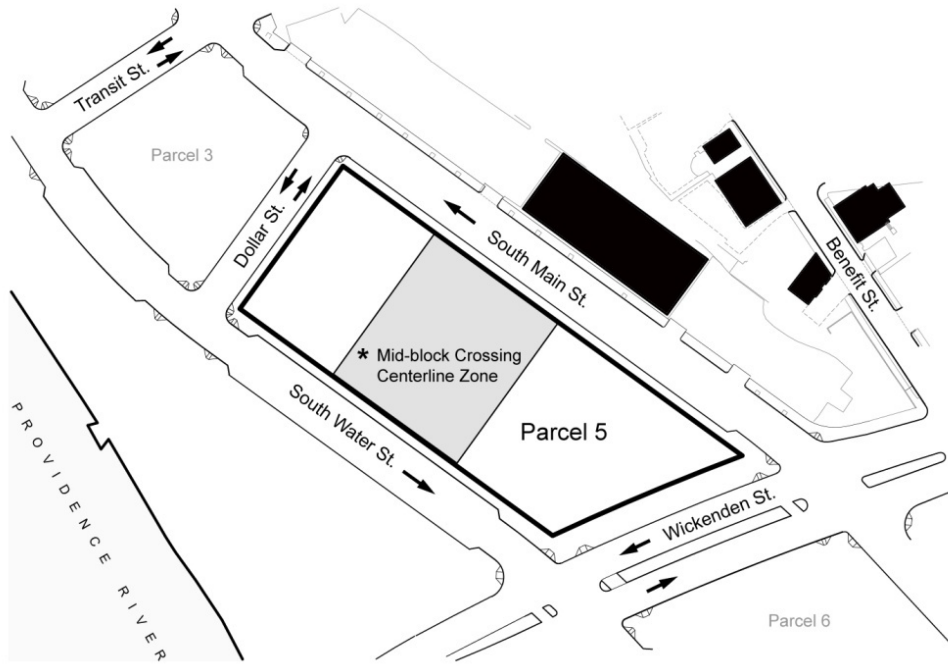 Transit St.
Parcel 3
Dollar St.
South Main St.
Benefit St.
* Mid-block Crossing
Centerline Zone
South Water St.
Parcel 5
PROVIDENCE RIVER
Wickenden St.
Parcel 6